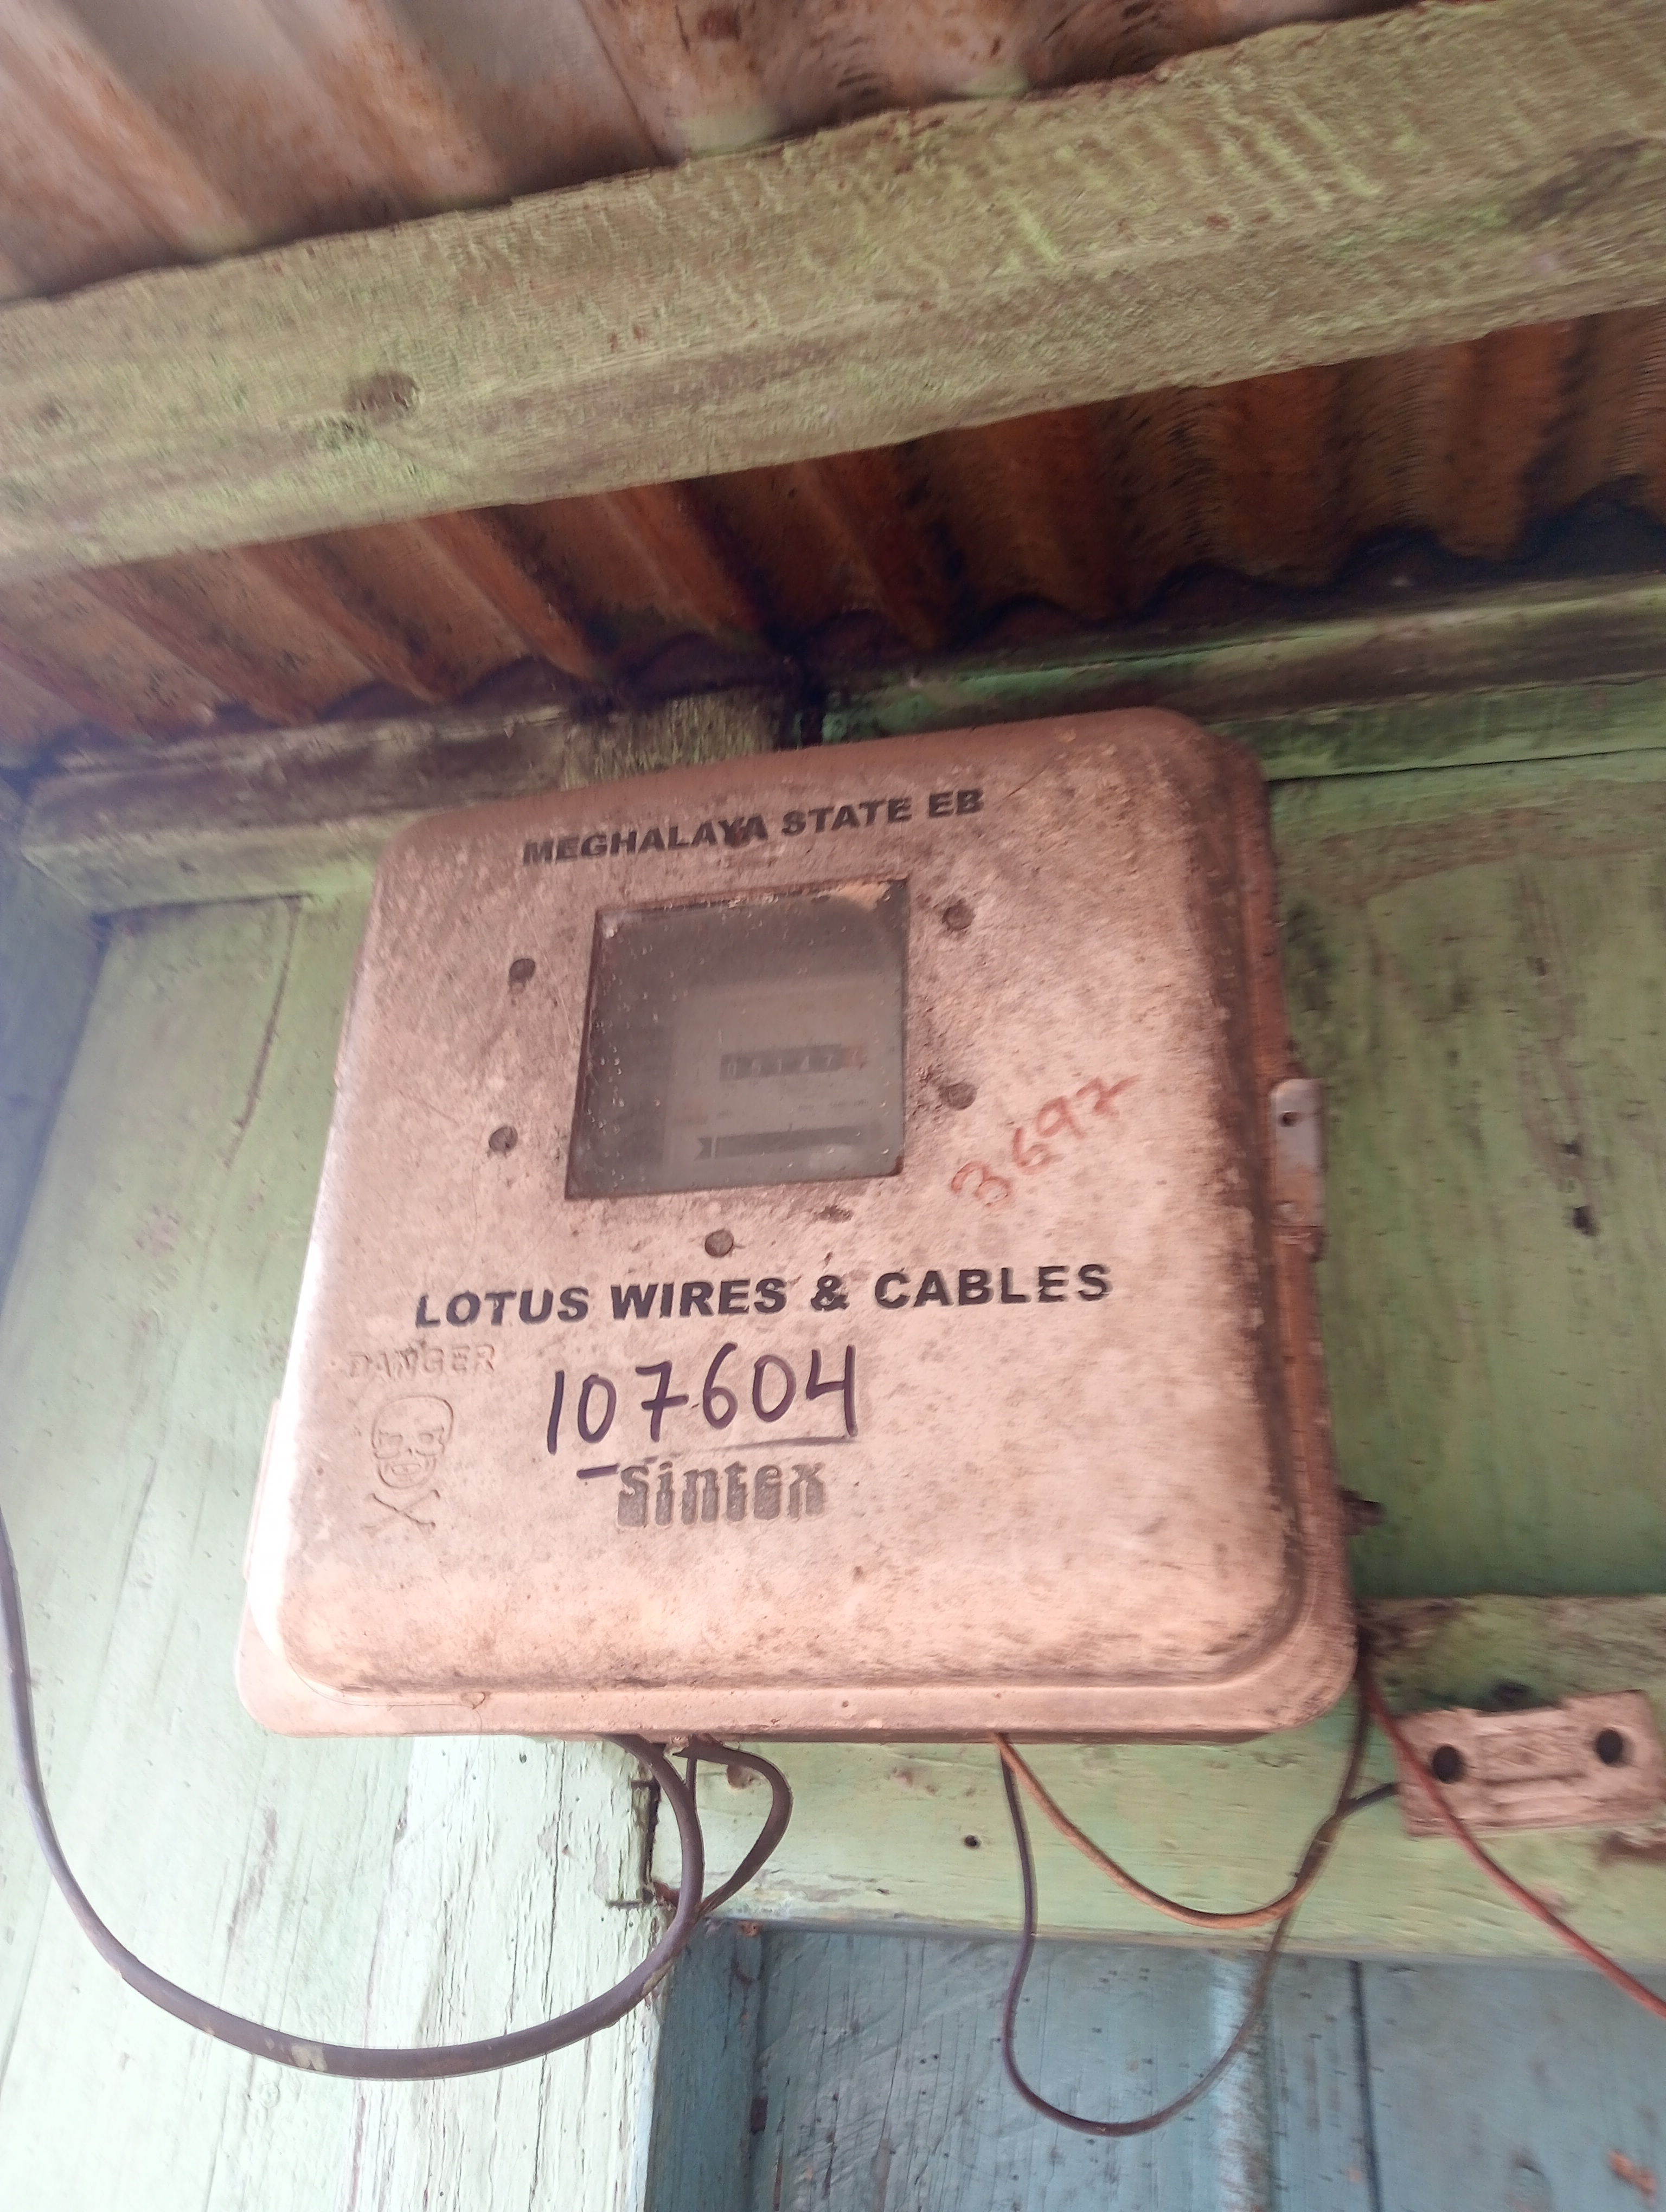 MEGHALAYA STATE EB
3697
LOTUS WIRES & CABLES
DANGER
107604
Sintex